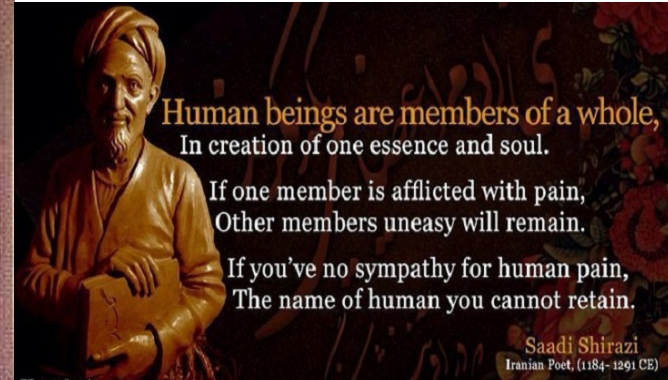 Human beings are members of a whole,
In creation of one essence and soul.
If one member is afflicted with pain,
Other members uneasy will remain.
If you've no sympathy for human pain,
The name of human you cannot retain.
Saadi Shirazi
Iranian Poet, (1184- 1291 CE)